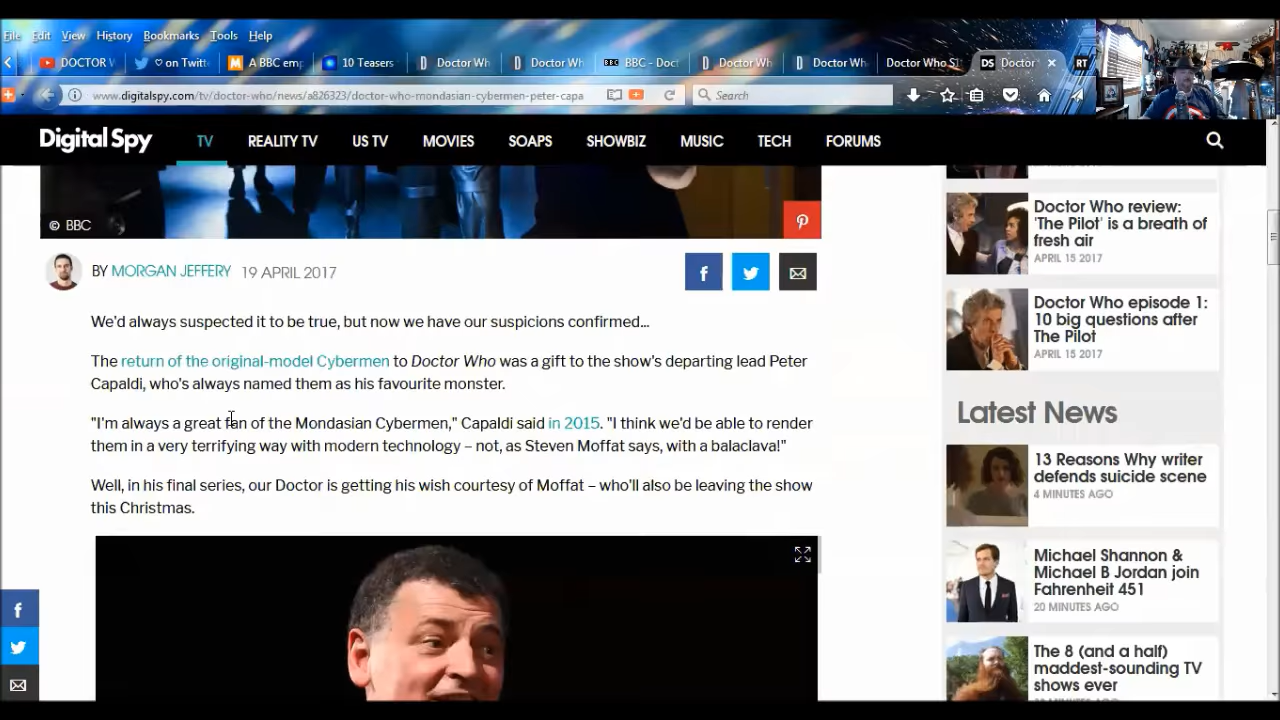 File Edit View History Bookmarks Tools Help
DOCTOR on Twitt A BBC emp 10 Teasers Doctor Wh Doctor Wh BBC - Doct Doctor Wh Doctor Wh Doctor Who S1 DS Doctor RT
www.digitalspy.com/tv/doctor-who/news/a826323/doctor-who-mondasian-cybermen-peter-capa Search
Digital Spy TV REALITY TV US TV MOVIES SOAPS SHOWBIZ MUSIC TECH FORUMS
© BBC
BY MORGAN JEFFERY 19 APRIL 2017
We'd always suspected it to be true, but now we have our suspicions confirmed...
The return of the original-model Cybermen to Doctor Who was a gift to the show's departing lead Peter
Capaldi, who's always named them as his favourite monster.
"I'm always a great fan of the Mondasian Cybermen," Capaldi said in 2015. "I think we'd be able to render
them in a very terrifying way with modern technology – not, as Steven Moffat says, with a balaclava!"
Well, in his final series, our Doctor is getting his wish courtesy of Moffat – who'll also be leaving the show
this Christmas.
Doctor Who review:
'The Pilot' is a breath of
fresh air
APRIL 15 2017
Doctor Who episode 1:
10 big questions after
The Pilot
APRIL 15 2017
Latest News
13 Reasons Why writer
defends suicide scene
4 MINUTES AGO
Michael Shannon &
Michael B Jordan join
Fahrenheit 451
20 MINUTES AGO
The 8 (and a half)
maddest-sounding TV
shows ever